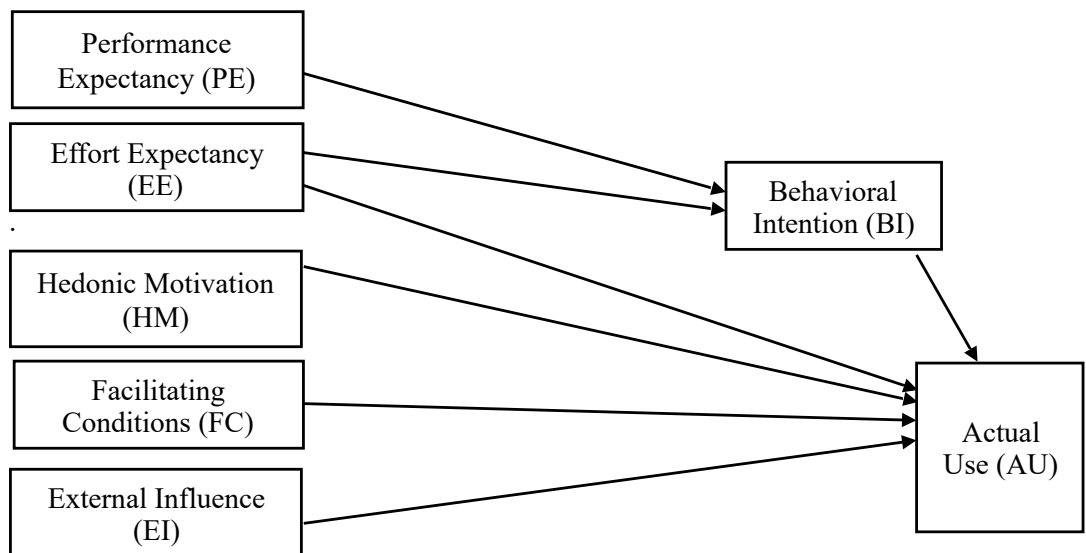 Performance
Expectancy (PE)
Effort Expectancy
(EE)
.
Hedonic Motivation
(HM)
Facilitating
Conditions (FC)
External Influence
(EI)
Behavioral
Intention (BI)
Actual
Use (AU)